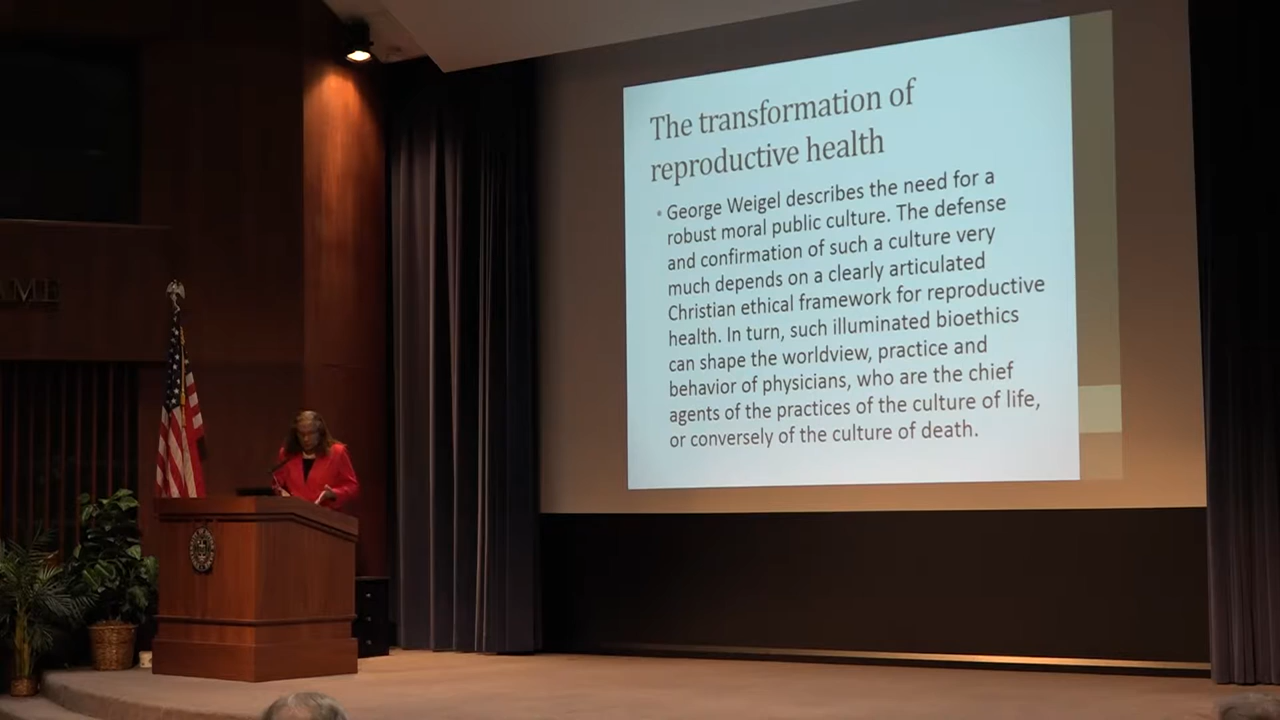 AME
The transformation of
reproductive health
• George Weigel describes the need for a
robust moral public culture. The defense
and confirmation of such a culture very
much depends on a clearly articulated
Christian ethical framework for reproductive
health. In turn, such illuminated bioethics
can shape the worldview, practice and
behavior of physicians, who are the chief
agents of the practices of the culture of life,
or conversely of the culture of death.